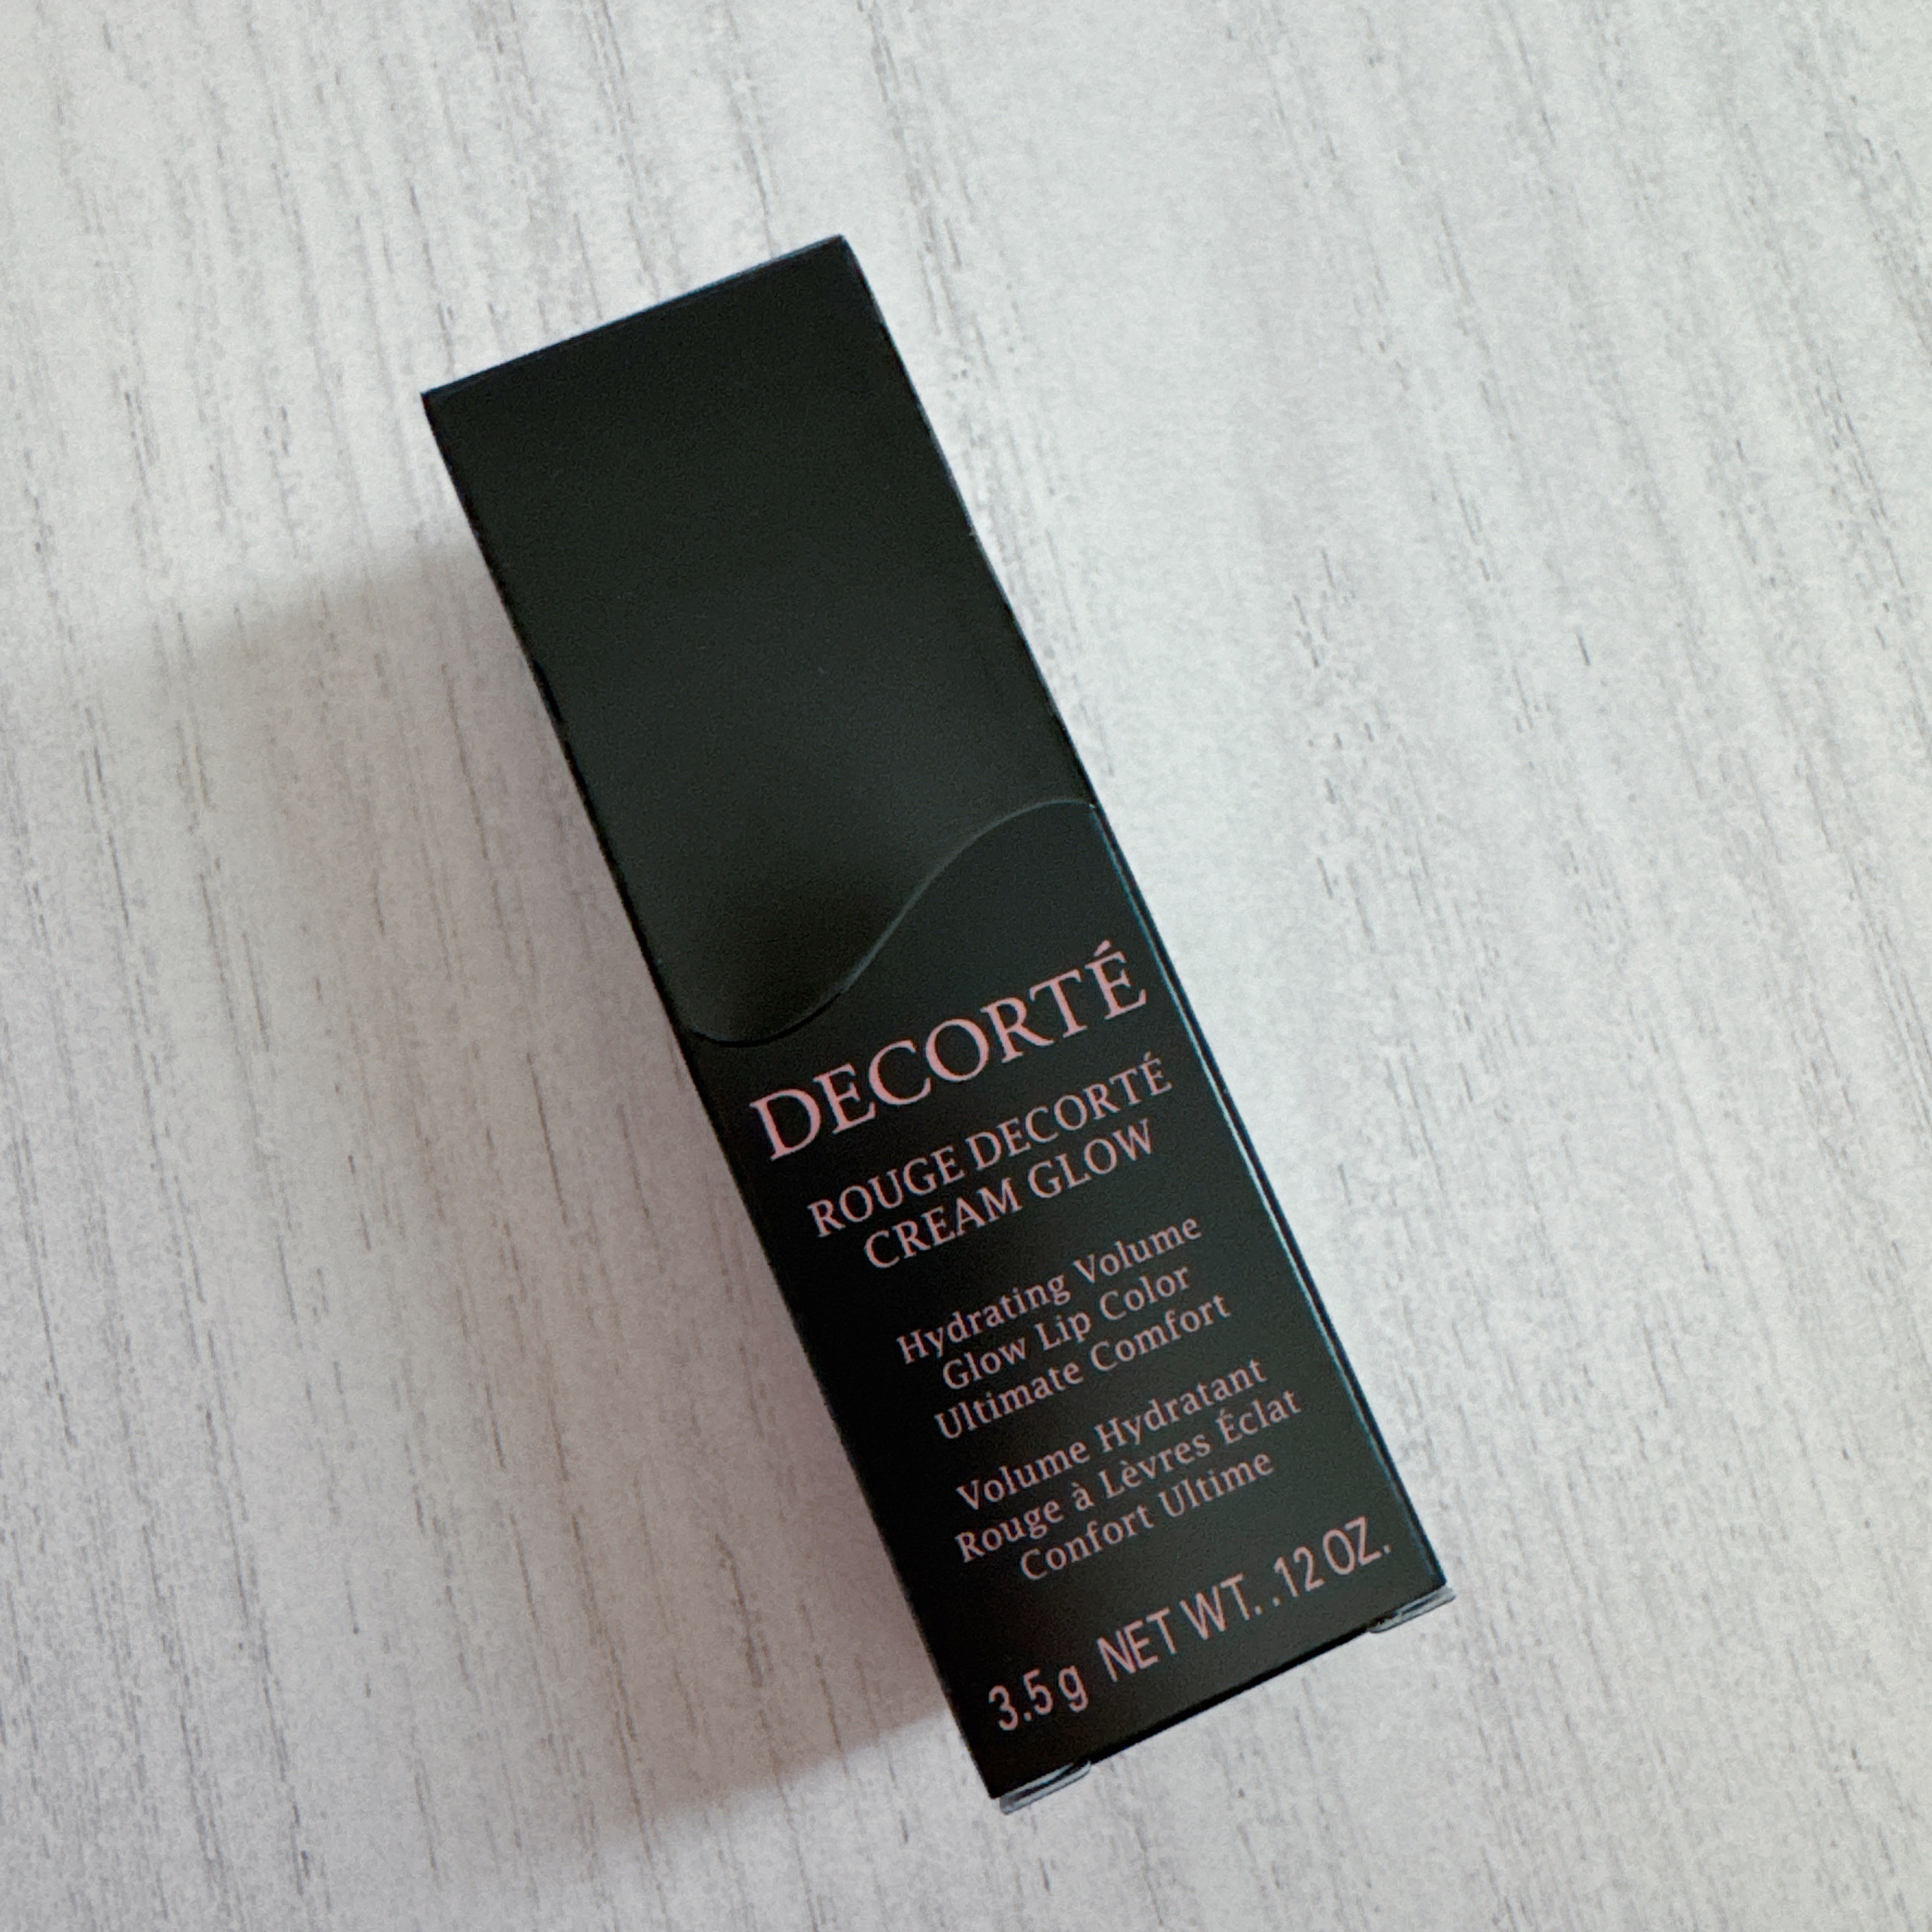 DECORTÉ
ROUGE DECORTÉ
CREAM GLOW
Hydrating Volume
Glow Lip Color
Ultimate Comfort
Volume Hydratant
Rouge à Lèvres Éclat
Confort Ultime
3.5g NET WT. .12 OZ.